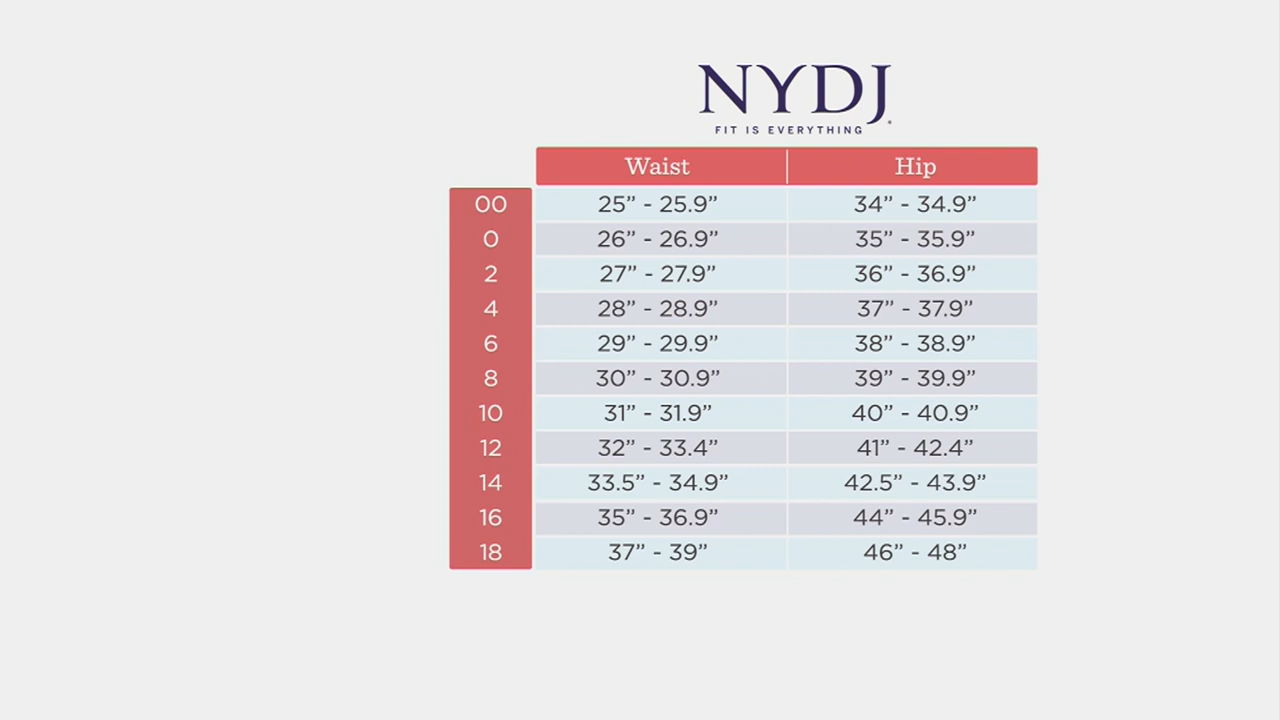 NYDJ
FIT IS EVERYTHING
Waist Hip
00 25” - 25.9” 34” - 34.9”
0 26” - 26.9” 35” - 35.9”
2 27” - 27.9” 36” - 36.9”
4 28” - 28.9” 37” - 37.9”
6 29” - 29.9” 38” - 38.9”
8 30” - 30.9” 39” - 39.9”
10 31” - 31.9” 40” - 40.9”
12 32” - 33.4” 41” - 42.4”
14 33.5” - 34.9” 42.5” - 43.9”
16 35” - 36.9” 44” - 45.9”
18 37” - 39” 46” - 48”